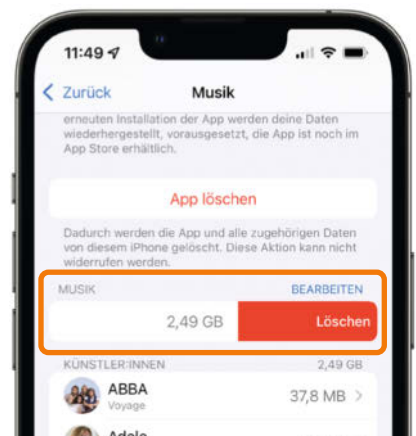 11:49
Zurück Musik
erneuten Installation der App werden deine Daten
wiederhergestellt, vorausgesetzt, die App ist noch im
App Store erhältlich.
App löschen
Dadurch werden die App und alle zugehörigen Daten
von diesem iPhone gelöscht. Diese Aktion kann nicht
widerrufen werden.
MUSIK BEARBEITEN
2,49 GB Löschen
KÜNSTLER:INNEN 2,49 GB
ABBA
Voyage
37,8 MB
Adele